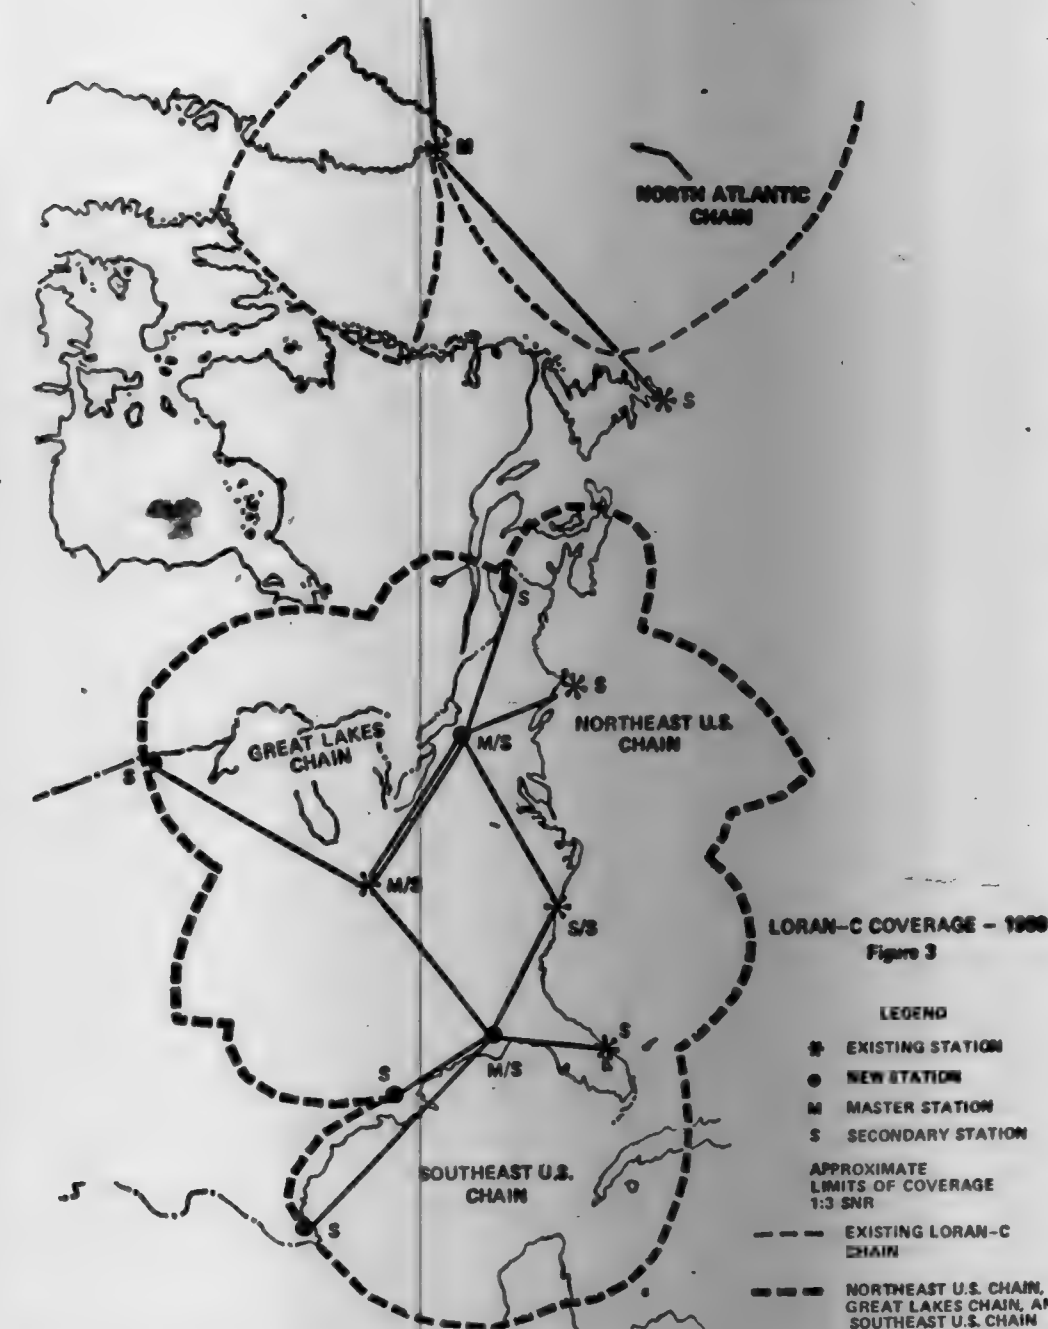 M
NORTH ATLANTIC
CHAIN
S
S
S
GREAT LAKES
CHAIN
NORTHEAST U.S.
CHAIN
M/S
S
M/S
S/S
LORAN-C COVERAGE -
Figure 3
LEGEND
EXISTING STATION
NEW STATION
M MASTER STATION
S SECONDARY STATION
APPROXIMATE
LIMITS OF COVERAGE
1:3 SNR
EXISTING LORAN-C
CHAIN
NORTHEAST U.S. CHAIN,
GREAT LAKES CHAIN,
SOUTHEAST U.S. CHAIN
S
M/S
S
SOUTHEAST U.S.
CHAIN
S